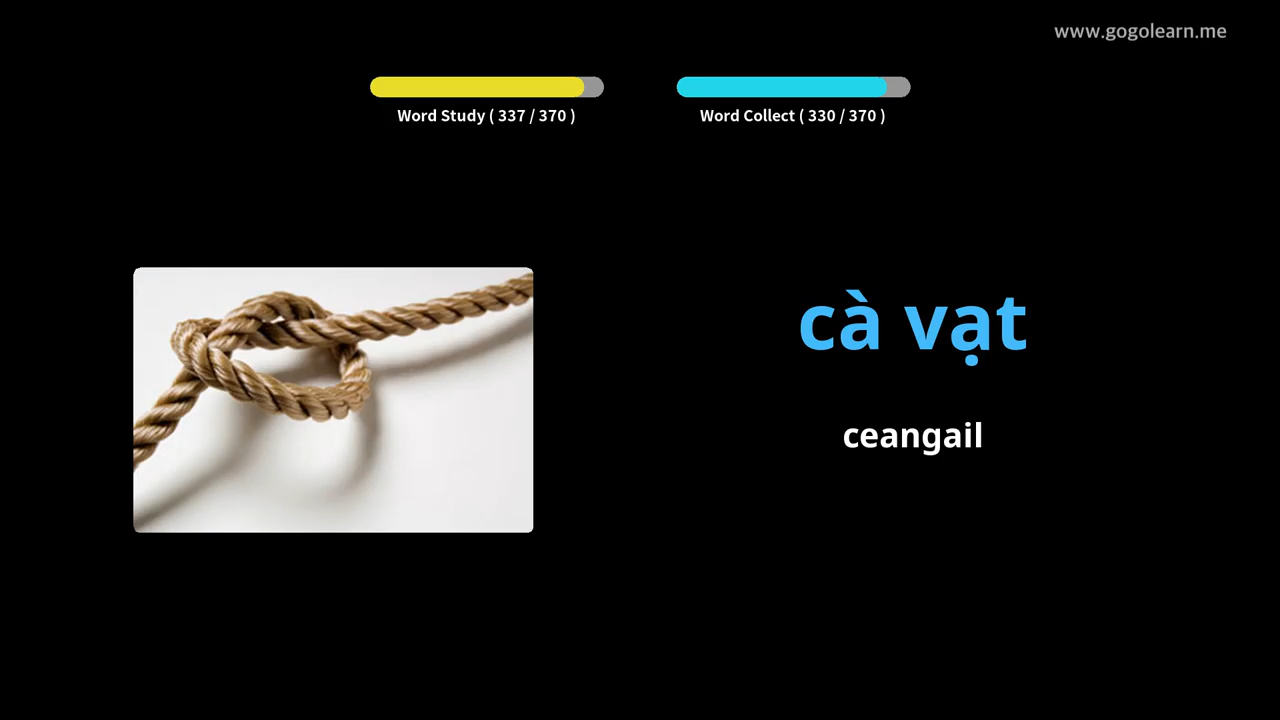 www.gogolearn.me
Word Study ( 337 / 370 )
Word Collect ( 330 / 370 )
cà vạt
ceangail